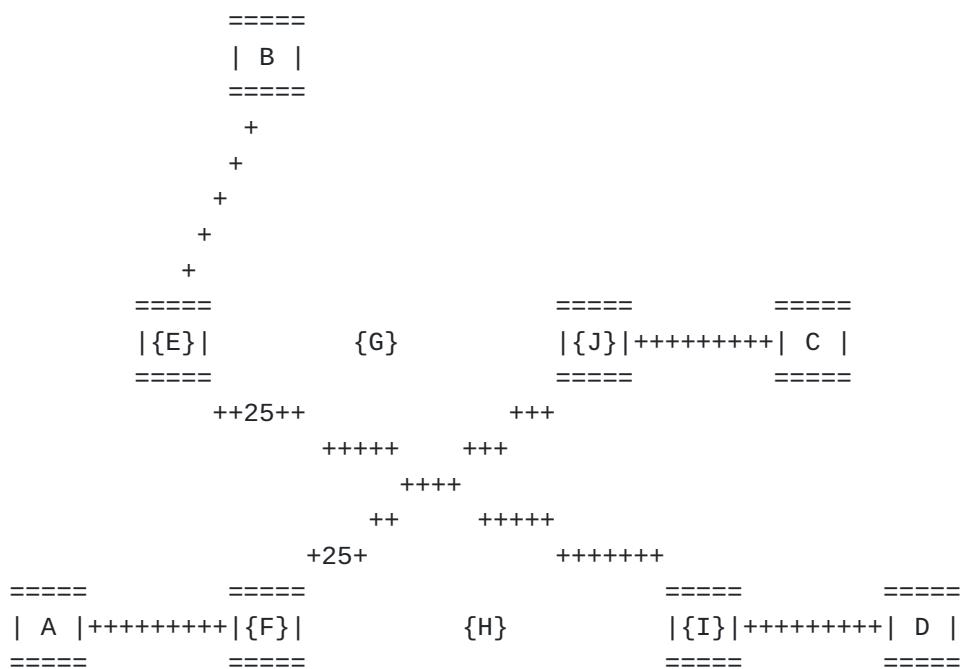 =====
              | B |
              =====
               +
              +
             +
            +
           +
        =====                      =====         =====
        |{E}|         {G}          |{J}|+++++++++| C |
        =====                      =====         =====
             ++25++             +++
                    +++++    +++
                         ++++
                       ++     +++++
                   +25+            +++++++
=====         =====                       =====         =====
| A |+++++++++|{F}|          {H}          |{I}|+++++++++| D |
=====         =====                       =====         =====